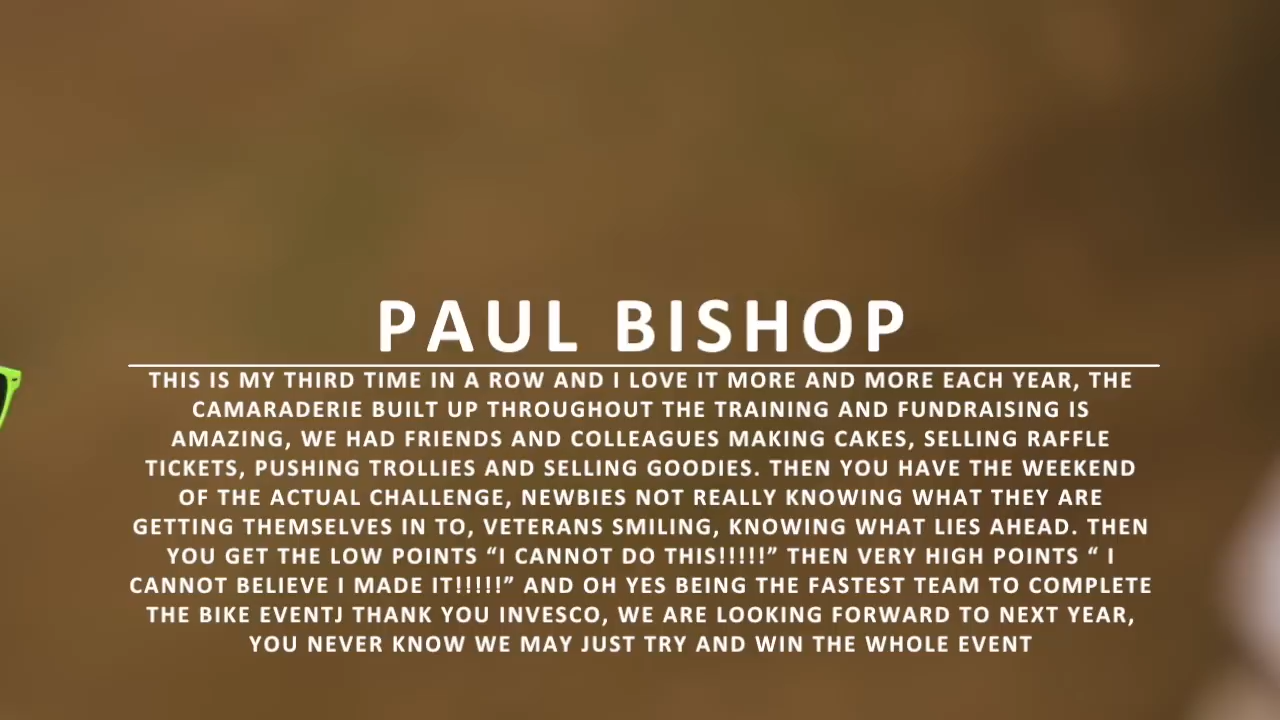 PAUL BISHOP
THIS IS MY THIRD TIME IN A ROW AND I LOVE IT MORE AND MORE EACH YEAR, THE
CAMARADERIE BUILT UP THROUGHOUT THE TRAINING AND FUNDRAISING IS
AMAZING, WE HAD FRIENDS AND COLLEAGUES MAKING CAKES, SELLING RAFFLE
TICKETS, PUSHING TROLLIES AND SELLING GOODIES. THEN YOU HAVE THE WEEKEND
OF THE ACTUAL CHALLENGE, NEWBIES NOT REALLY KNOWING WHAT THEY ARE
GETTING THEMSELVES IN TO, VETERANS SMILING, KNOWING WHAT LIES AHEAD. THEN
YOU GET THE LOW POINTS “I CANNOT DO THIS!!!!!” THEN VERY HIGH POINTS “ I
CANNOT BELIEVE I MADE IT!!!!!” AND OH YES BEING THE FASTEST TEAM TO COMPLETE
THE BIKE EVENTJ THANK YOU INVESCO, WE ARE LOOKING FORWARD TO NEXT YEAR,
YOU NEVER KNOW WE MAY JUST TRY AND WIN THE WHOLE EVENT